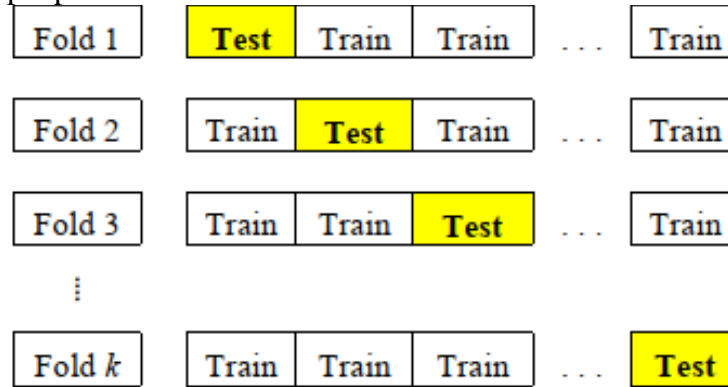 Fold 1 Test Train Train . . . Train
Fold 2 Train Test Train . . . Train
Fold 3 Train Train Test . . . Train
Fold k Train Train Train . . . Test